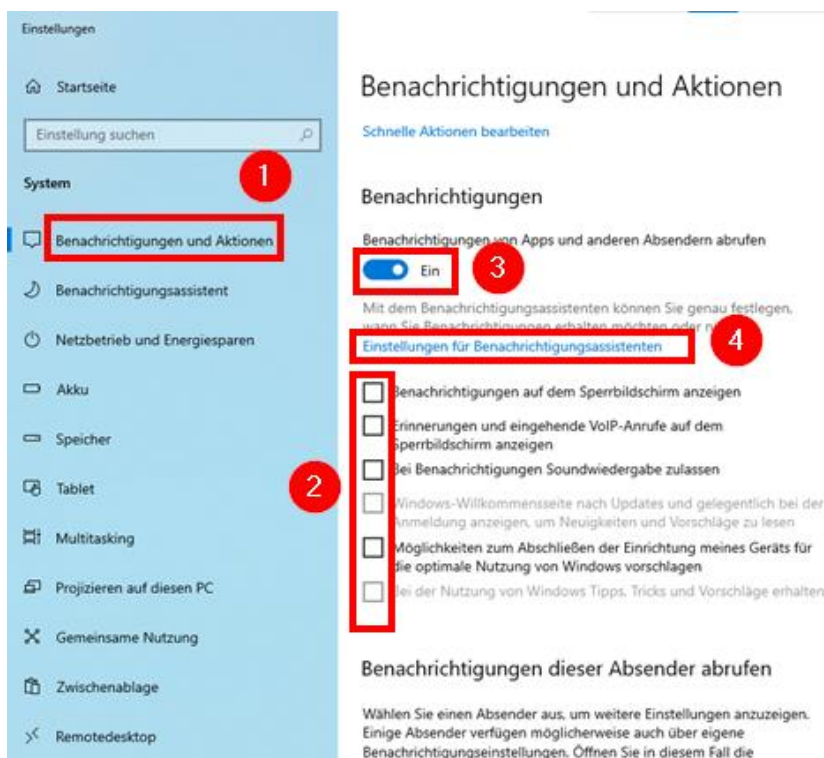 Einstellungen
Startseite
Einstellung suchen
System
1
Benachrichtigungen und Aktionen
Benachrichtigungsassistent
Netzbetrieb und Energiesparen
Akku
Speicher
Tablet
Multitasking
Projizieren auf diesen PC
Gemeinsame Nutzung
Zwischenablage
Remotedesktop
Benachrichtigungen und Aktionen
Schnelle Aktionen bearbeiten
Benachrichtigungen
Benachrichtigungen von Apps und anderen Absendern abrufen
Ein
3
Mit dem Benachrichtigungsassistenten können Sie genau festlegen,
wann Sie Benachrichtigungen erhalten möchten oder
Einstellungen für Benachrichtigungsassistenten
4
2
Benachrichtigungen auf dem Sperrbildschirm anzeigen
Erinnerungen und eingehende VoIP-Anrufe auf dem
Sperrbildschirm anzeigen
Bei Benachrichtigungen Soundwiedergabe zulassen
Windows-Willkommensseite nach Updates und gelegentlich bei der
Anmeldung anzeigen, um Neuigkeiten und Vorschläge zu lesen
Möglichkeiten zum Abschließen der Einrichtung meines Geräts für
die optimale Nutzung von Windows vorschlagen
Bei der Nutzung von Windows Tipps, Tricks und Vorschläge erhalten
Benachrichtigungen dieser Absender abrufen
Wählen Sie einen Absender aus, um weitere Einstellungen anzuzeigen.
Einige Absender verfügen möglicherweise auch über eigene
Benachrichtigungseinstellungen. Öffnen Sie in diesem Fall die